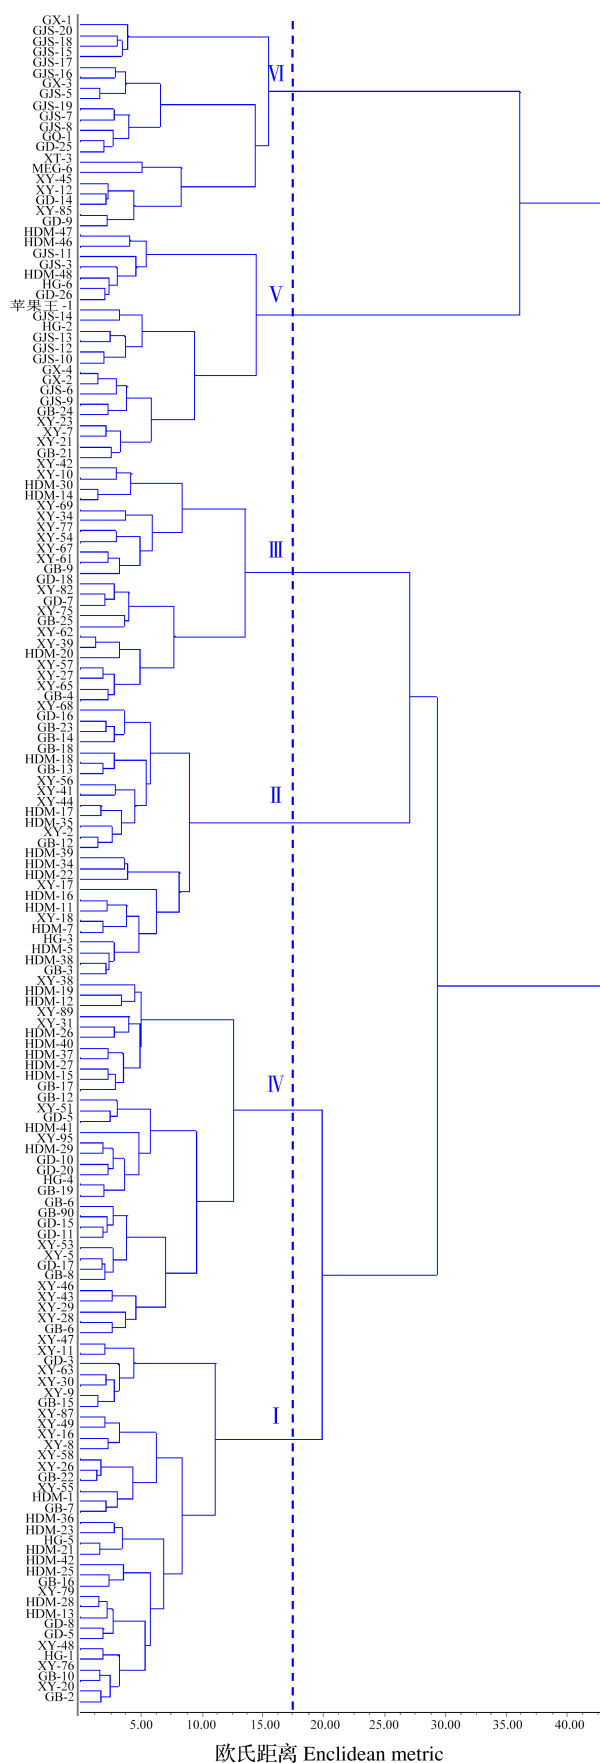 GX-1
GJS-20
GJS-18
GJS-15
GJS-17
GJS-16
GX-3
GJS-5
GJS-19
GJS-7
GJS-8
GQ-1
GD-25
XT-3
MEG-6
XY-45
XY-12
GD-14
XY-85
GD-9
HDM-47
HDM-46
GJS-11
GJS-3
HDM-48
HG-6
GD-26
苹果王-1
GJS-14
HG-2
GJS-13
GJS-12
GJS-10
GX-4
GX-2
GJS-6
GJS-9
GB-24
XY-23
XY-7
XY-21
GB-21
XY-42
XY-10
HDM-30
HDM-14
XY-69
XY-34
XY-77
XY-54
XY-67
XY-61
GB-9
GD-18
XY-82
GD-7
XY-75
GB-25
XY-62
XY-39
HDM-20
XY-57
XY-27
XY-65
GB-4
XY-68
GD-16
GB-23
GB-14
GB-18
HDM-18
GB-13
XY-56
XY-41
XY-44
HDM-17
HDM-35
XY-2
GB-12
HDM-39
HDM-34
HDM-22
XY-17
HDM-16
HDM-11
XY-18
HDM-7
HG-3
HDM-5
HDM-38
GB-3
XY-38
HDM-19
HDM-12
XY-89
XY-31
HDM-26
HDM-40
HDM-37
HDM-27
HDM-15
GB-17
GB-12
XY-51
GD-5
HDM-41
XY-95
HDM-29
GD-10
GD-20
HG-4
GB-19
GB-6
GB-90
GD-15
GD-11
XY-53
XY-5
GD-17
GB-8
XY-46
XY-43
XY-29
XY-28
GB-6
XY-47
XY-11
GD-3
XY-63
XY-30
XY-9
GB-15
XY-87
XY-49
XY-16
XY-8
XY-58
XY-26
GB-22
XY-55
HDM-1
GB-7
HDM-36
HDM-23
HG-5
HDM-21
HDM-42
HDM-25
GB-16
XY-79
HDM-28
HDM-13
GD-8
GD-5
XY-48
HG-1
XY-76
GB-10
XY-20
GB-2
Ⅵ
Ⅴ
Ⅲ
Ⅱ
Ⅳ
Ⅰ
5.00 10.00 15.00 20.00 25.00 30.00 35.00 40.00
欧氏距离 Enclidean metric